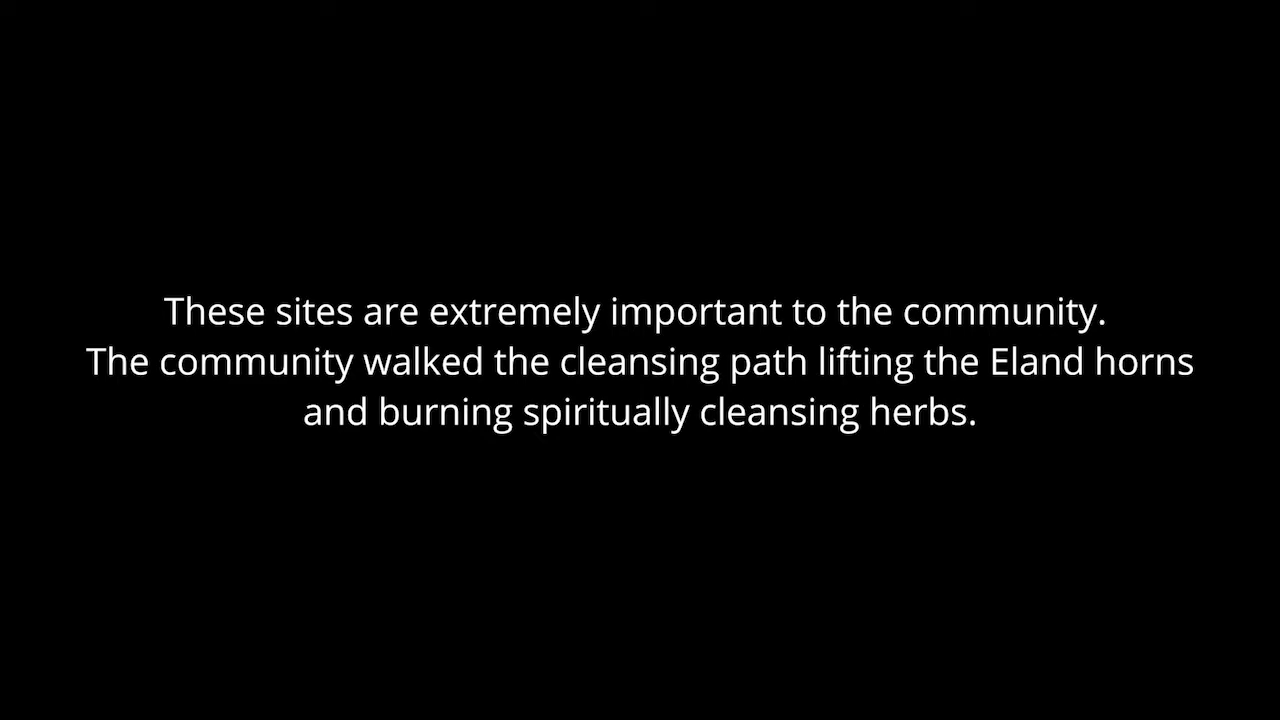 These sites are extremely important to the community.
The community walked the cleansing path lifting the Eland horns
and burning spiritually cleansing herbs.